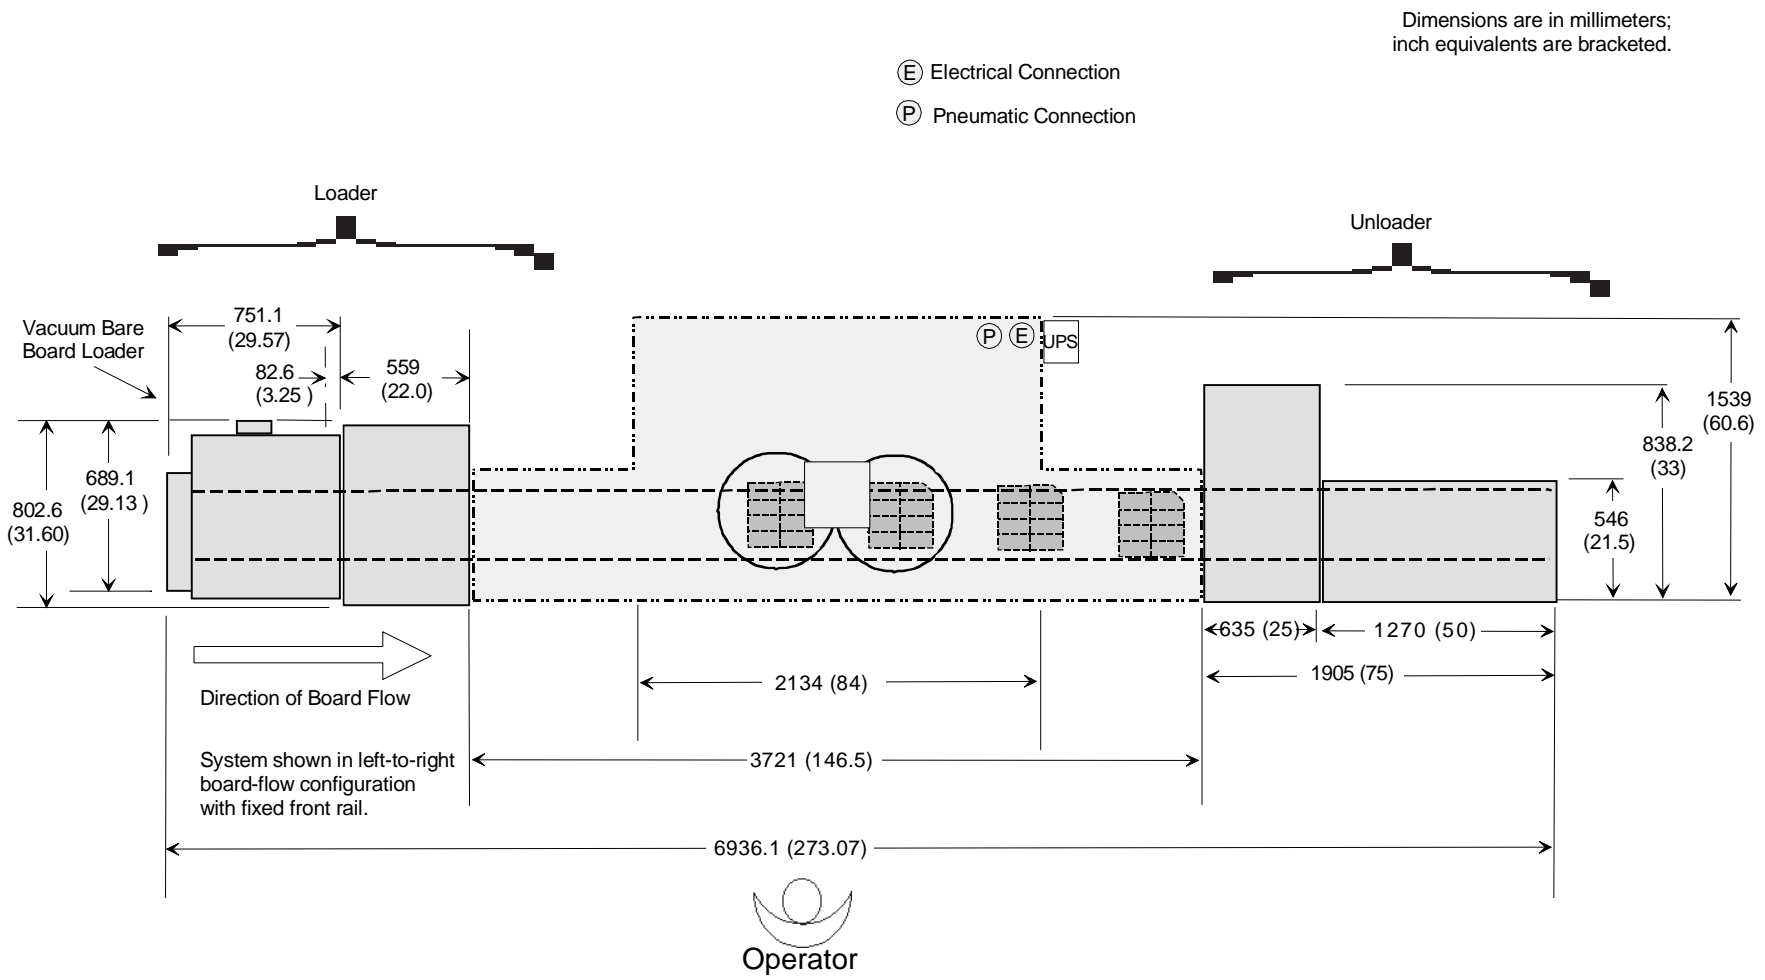 Dimensions are in millimeters;
inch equivalents are bracketed.
E Electrical Connection
P Pneumatic Connection
Loader
Unloader
Vacuum Bare
Board Loader
751.1
(29.57)
82.6
(3.25 )
559
(22.0)
P E UPS
1539
(60.6)
838.2
(33)
689.1
(29.13 )
802.6
(31.60)
546
(21.5)
635 (25)
1270 (50)
1905 (75)
2134 (84)
Direction of Board Flow
System shown in left-to-right
board-flow configuration
with fixed front rail.
3721 (146.5)
6936.1 (273.07)
Operator